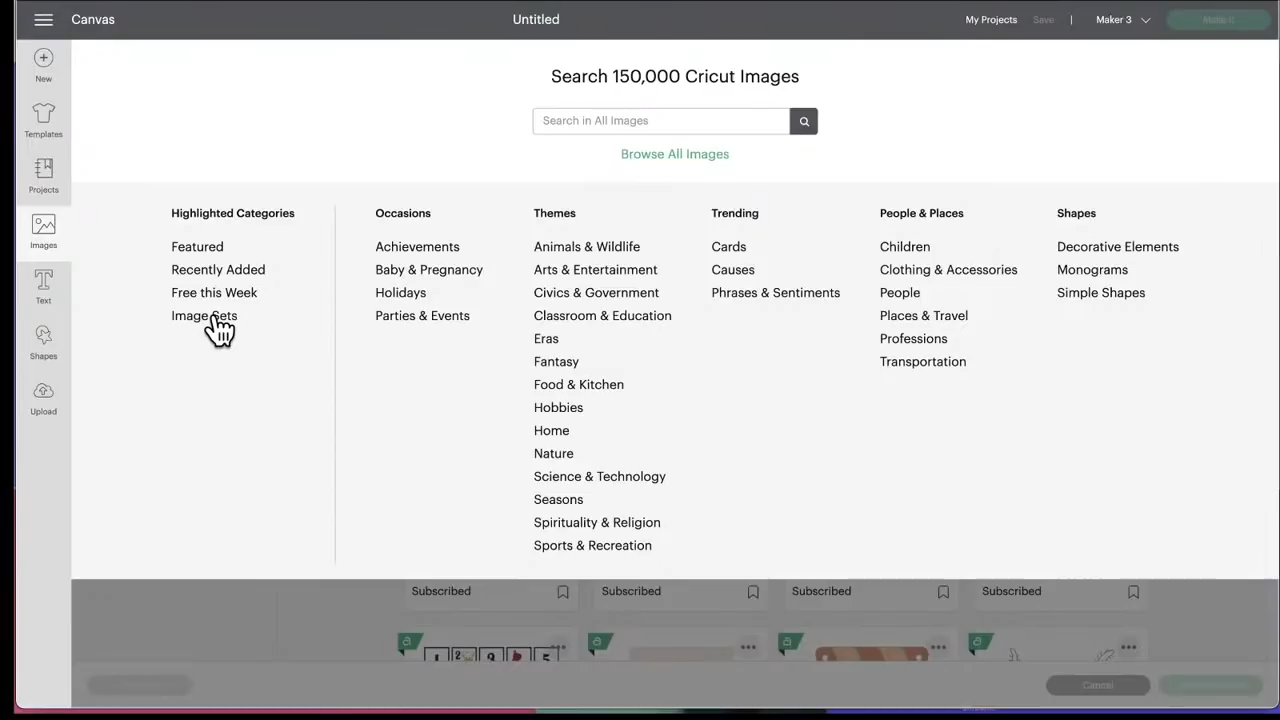 Canvas
Untitled
My Projects Save | Maker 3
Make It
New
Templates
Projects
Images
Text
Shapes
Upload
Search 150,000 Cricut Images
Search in All Images
Browse All Images
Highlighted Categories
Featured
Recently Added
Free this Week
Image Sets
Occasions
Achievements
Baby & Pregnancy
Holidays
Parties & Events
Themes
Animals & Wildlife
Arts & Entertainment
Civics & Government
Classroom & Education
Eras
Fantasy
Food & Kitchen
Hobbies
Home
Nature
Science & Technology
Seasons
Spirituality & Religion
Sports & Recreation
Trending
Cards
Causes
Phrases & Sentiments
People & Places
Children
Clothing & Accessories
People
Places & Travel
Professions
Transportation
Shapes
Decorative Elements
Monograms
Simple Shapes
Subscribed Subscribed Subscribed Subscribed
Cancel